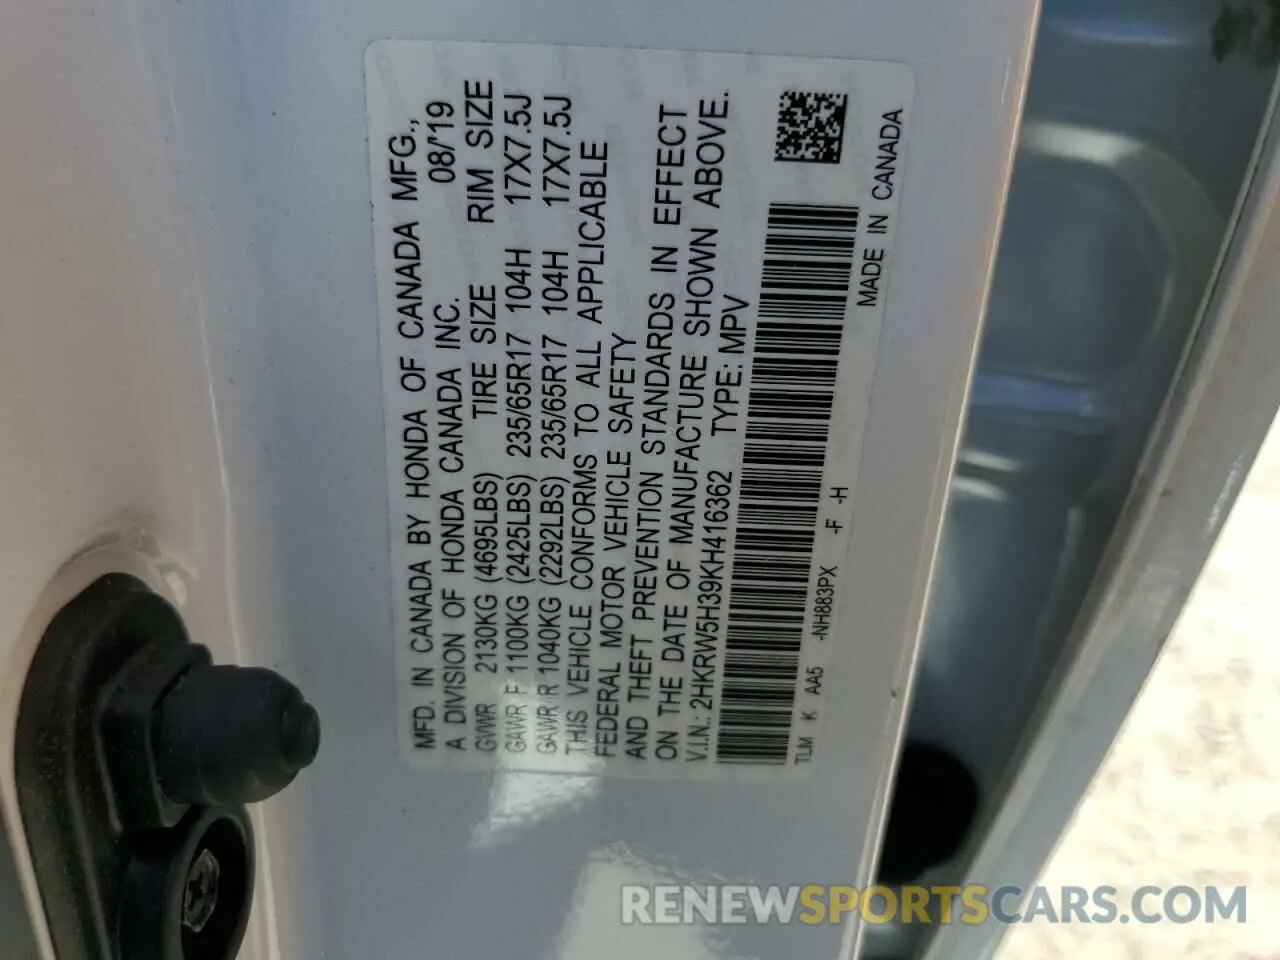 MFD. IN CANADA BY HONDA OF CANADA MFG.,
A DIVISION OF HONDA CANADA INC. 08/19
GVWR 2130KG (4695LBS) TIRE SIZE RIM SIZE
GAWR F 1100KG (2425LBS) 235/65R17 104H 17X7.5J
GAWR R 1040KG (2292LBS) 235/65R17 104H 17X7.5J
THIS VEHICLE CONFORMS TO ALL APPLICABLE
FEDERAL MOTOR VEHICLE SAFETY
AND THEFT PREVENTION STANDARDS IN EFFECT
ON THE DATE OF MANUFACTURE SHOWN ABOVE.
V.I.N.: 2HKRW5H39KH416362 TYPE: MPV
TLM K AA5 -NH883PX -F -H
MADE IN CANADA
RENEWSPORTSCARS.COM